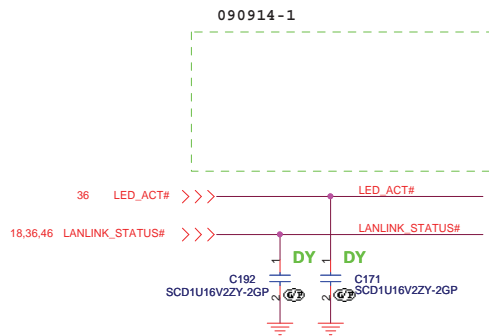 090914-1
36 LED_ACT# LED_ACT#
18,36,46 LANLINK_STATUS# LANLINK_STATUS#
DY DY
1 1
C192 C171
SCD1U16V2ZY-2GP SCD1U16V2ZY-2GP
2 G/P 2 G/P